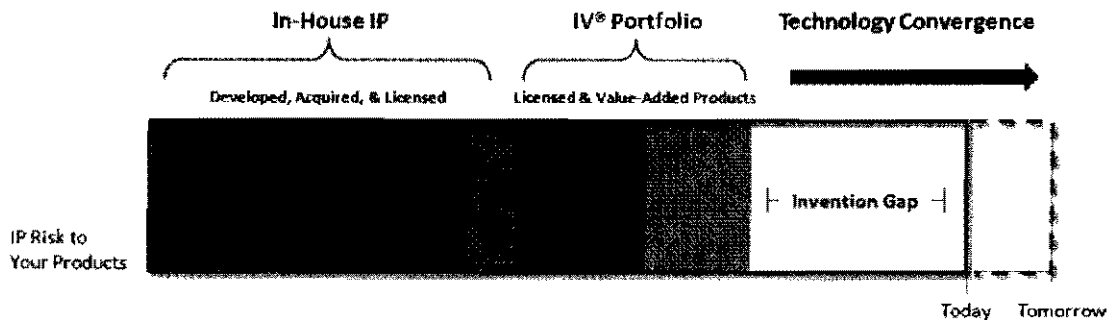 In-House IP
IV® Portfolio
Technology Convergence
Developed, Acquired, & Licensed
Licensed & Value-Added Products
Invention Gap
IP Risk to
Your Products
Today
Tomorrow